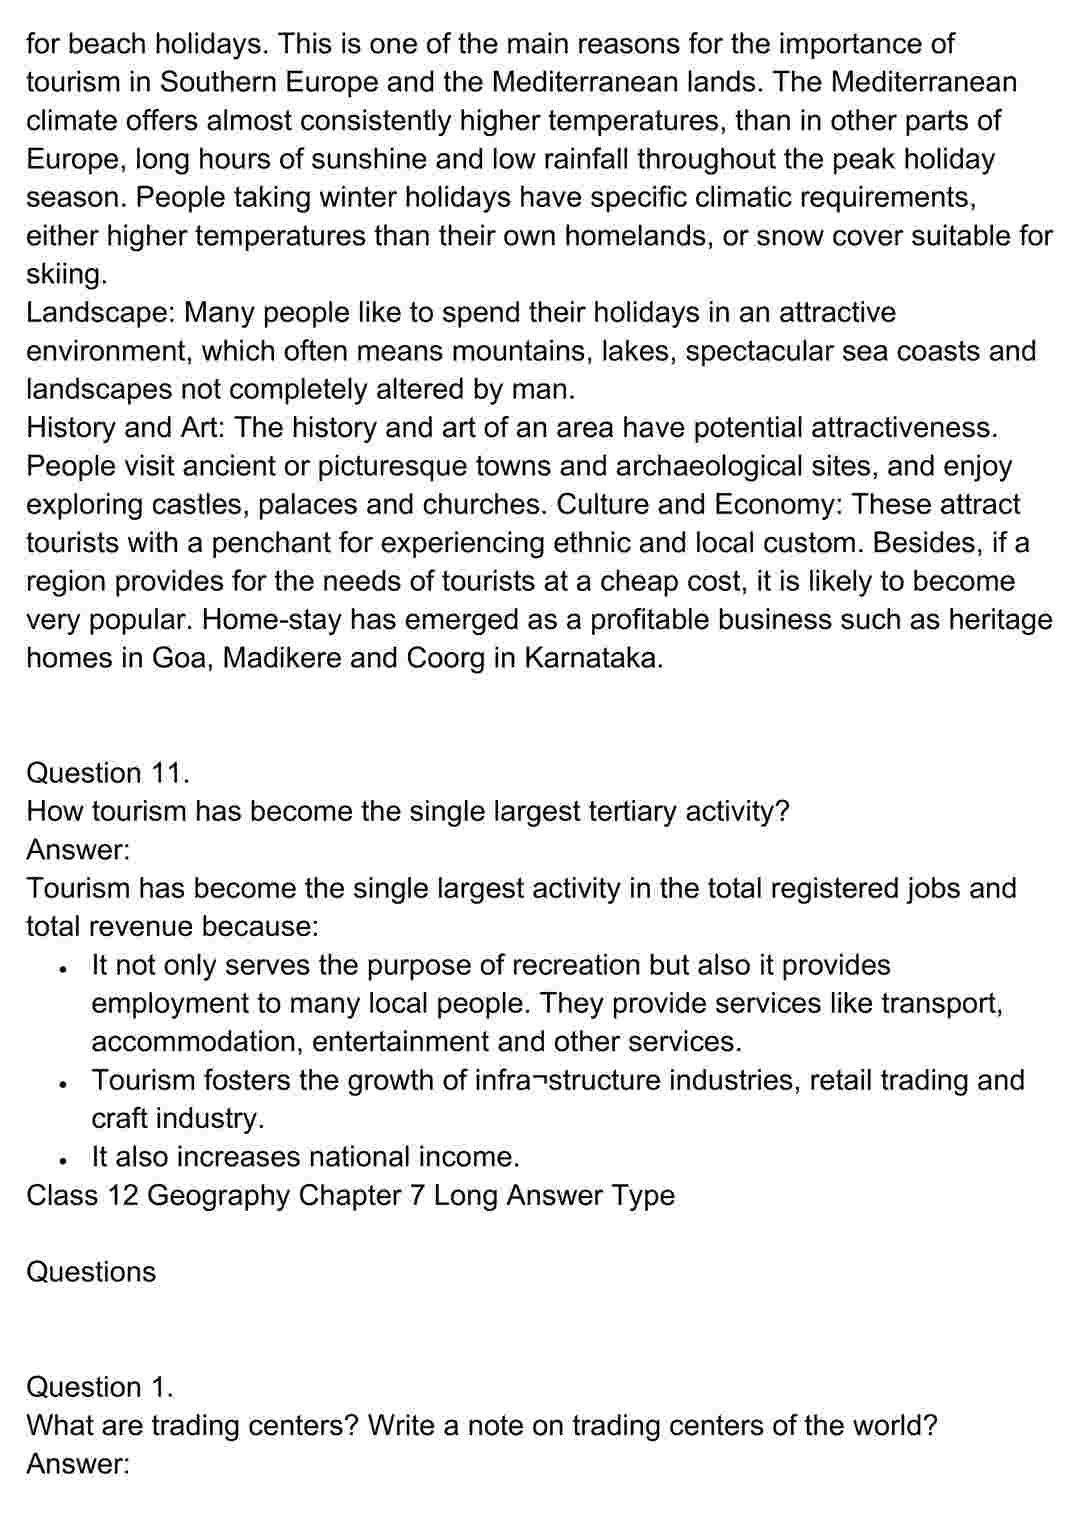 for beach holidays. This is one of the main reasons for the importance of
tourism in Southern Europe and the Mediterranean lands. The Mediterranean
climate offers almost consistently higher temperatures, than in other parts of
Europe, long hours of sunshine and low rainfall throughout the peak holiday
season. People taking winter holidays have specific climatic requirements,
either higher temperatures than their own homelands, or snow cover suitable for
skiing.
Landscape: Many people like to spend their holidays in an attractive
environment, which often means mountains, lakes, spectacular sea coasts and
landscapes not completely altered by man.
History and Art: The history and art of an area have potential attractiveness.
People visit ancient or picturesque towns and archaeological sites, and enjoy
exploring castles, palaces and churches. Culture and Economy: These attract
tourists with a penchant for experiencing ethnic and local custom. Besides, if a
region provides for the needs of tourists at a cheap cost, it is likely to become
very popular. Home-stay has emerged as a profitable business such as heritage
homes in Goa, Madikere and Coorg in Karnataka.
Question 11.
How tourism has become the single largest tertiary activity?
Answer:
Tourism has become the single largest activity in the total registered jobs and
total revenue because:
• It not only serves the purpose of recreation but also it provides
employment to many local people. They provide services like transport,
accommodation, entertainment and other services.
• Tourism fosters the growth of infra¬structure industries, retail trading and
craft industry.
• It also increases national income.
Class 12 Geography Chapter 7 Long Answer Type
Questions
Question 1.
What are trading centers? Write a note on trading centers of the world?
Answer: